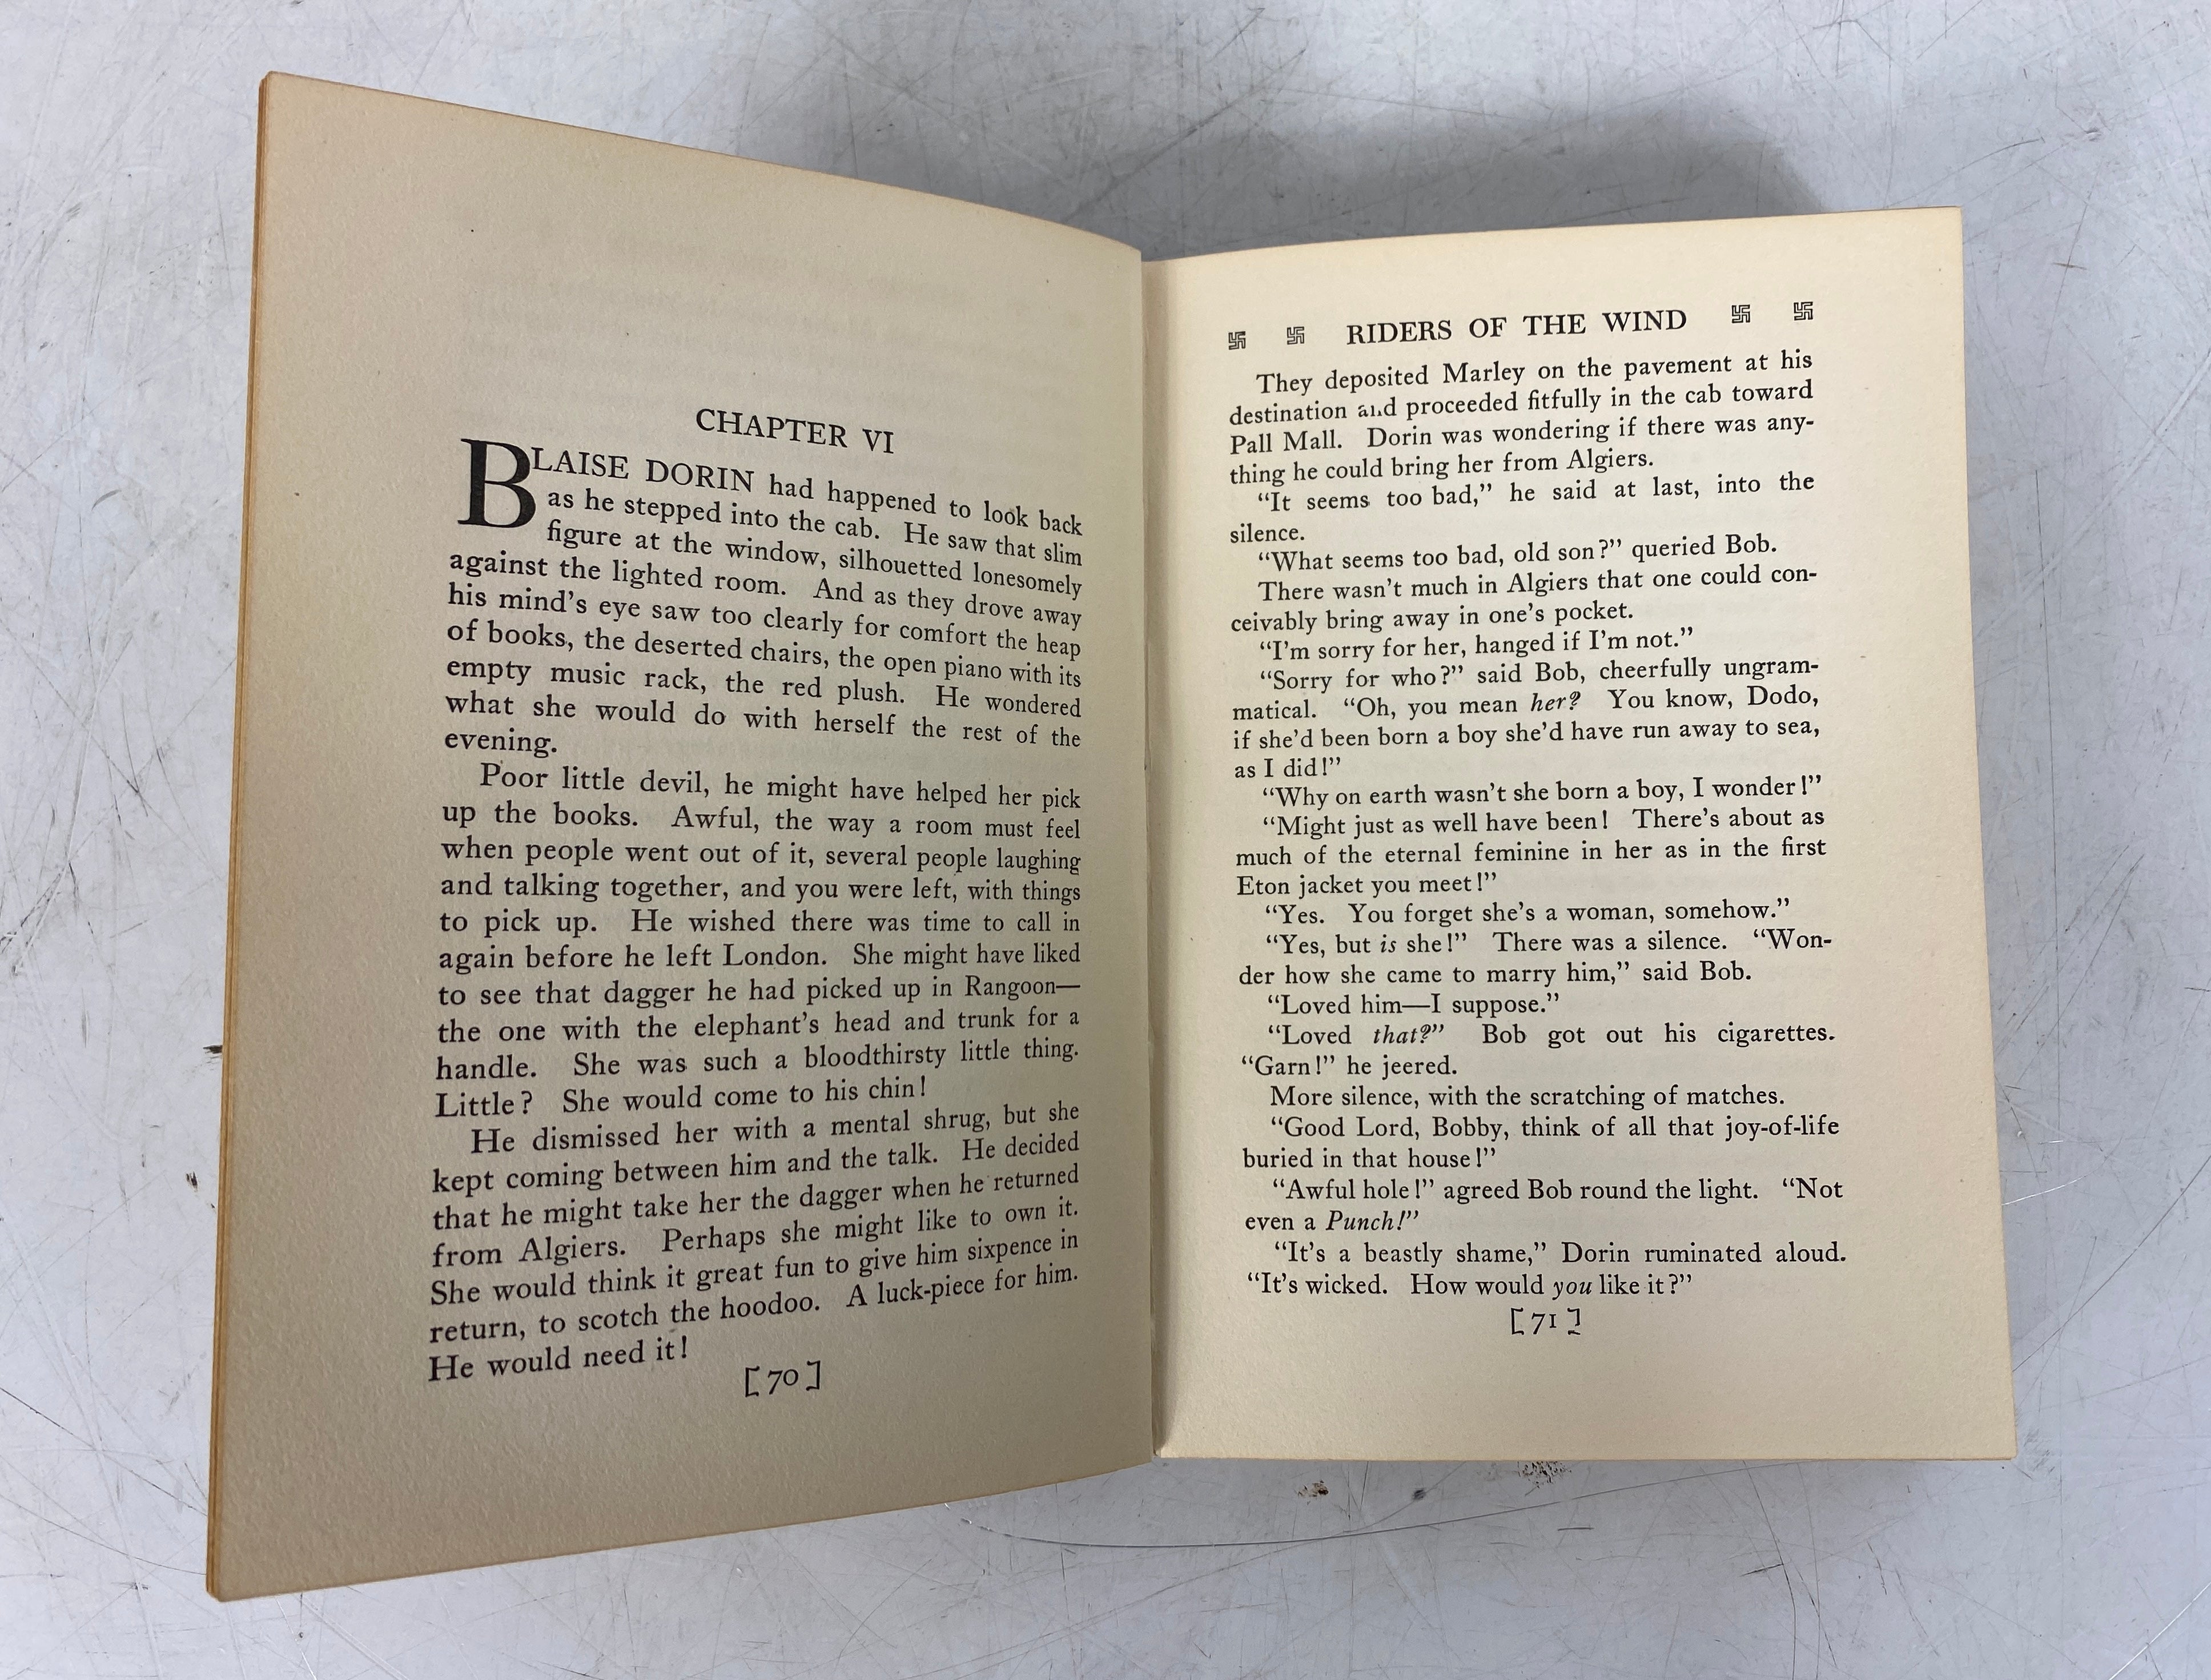 CHAPTER VI
BLAISE DORIN had happened to look back
as he stepped into the cab. He saw that slim
figure at the window, silhouetted lonesomely
against the lighted room. And as they drove away
his mind's eye saw too clearly for comfort the heap
of books, the deserted chairs, the open piano with its
empty music rack, the red plush. He wondered
what she would do with herself the rest of the
evening.
Poor little devil, he might have helped her pick
up the books. Awful, the way a room must feel
when people went out of it, several people laughing
and talking together, and you were left, with things
to pick up. He wished there was time to call in
again before he left London. She might have liked
to see that dagger he had picked up in Rangoon—
the one with the elephant's head and trunk for a
handle. She was such a bloodthirsty little thing.
Little? She would come to his chin!
He dismissed her with a mental shrug, but she
kept coming between him and the talk. He decided
that he might take her the dagger when he returned
from Algiers. Perhaps she might like to own it.
She would think it great fun to give him sixpence in
return, to scotch the hoodoo. A luck-piece for him.
He would need it!
[70]
RIDERS OF THE WIND
They deposited Marley on the pavement at his
destination and proceeded fitfully in the cab toward
Pall Mall. Dorin was wondering if there was any-
thing he could bring her from Algiers.
"It seems too bad," he said at last, into the
silence.
"What seems too bad, old son?" queried Bob.
There wasn't much in Algiers that one could con-
ceivably bring away in one's pocket.
"I'm sorry for her, hanged if I'm not."
"Sorry for who?" said Bob, cheerfully ungram-
matical. "Oh, you mean her? You know, Dodo,
if she'd been born a boy she'd have run away to sea,
as I did!"
"Why on earth wasn't she born a boy, I wonder!"
"Might just as well have been! There's about as
much of the eternal feminine in her as in the first
Eton jacket you meet!"
"Yes. You forget she's a woman, somehow."
"Yes, but is she!" There was a silence. "Won-
der how she came to marry him," said Bob.
"Loved him—I suppose."
"Loved that?" Bob got out his cigarettes.
"Garn!" he jeered.
More silence, with the scratching of matches.
"Good Lord, Bobby, think of all that joy-of-life
buried in that house!"
"Awful hole!" agreed Bob round the light. "Not
even a Punch!"
"It's a beastly shame," Dorin ruminated aloud.
"It's wicked. How would you like it?"
[71]